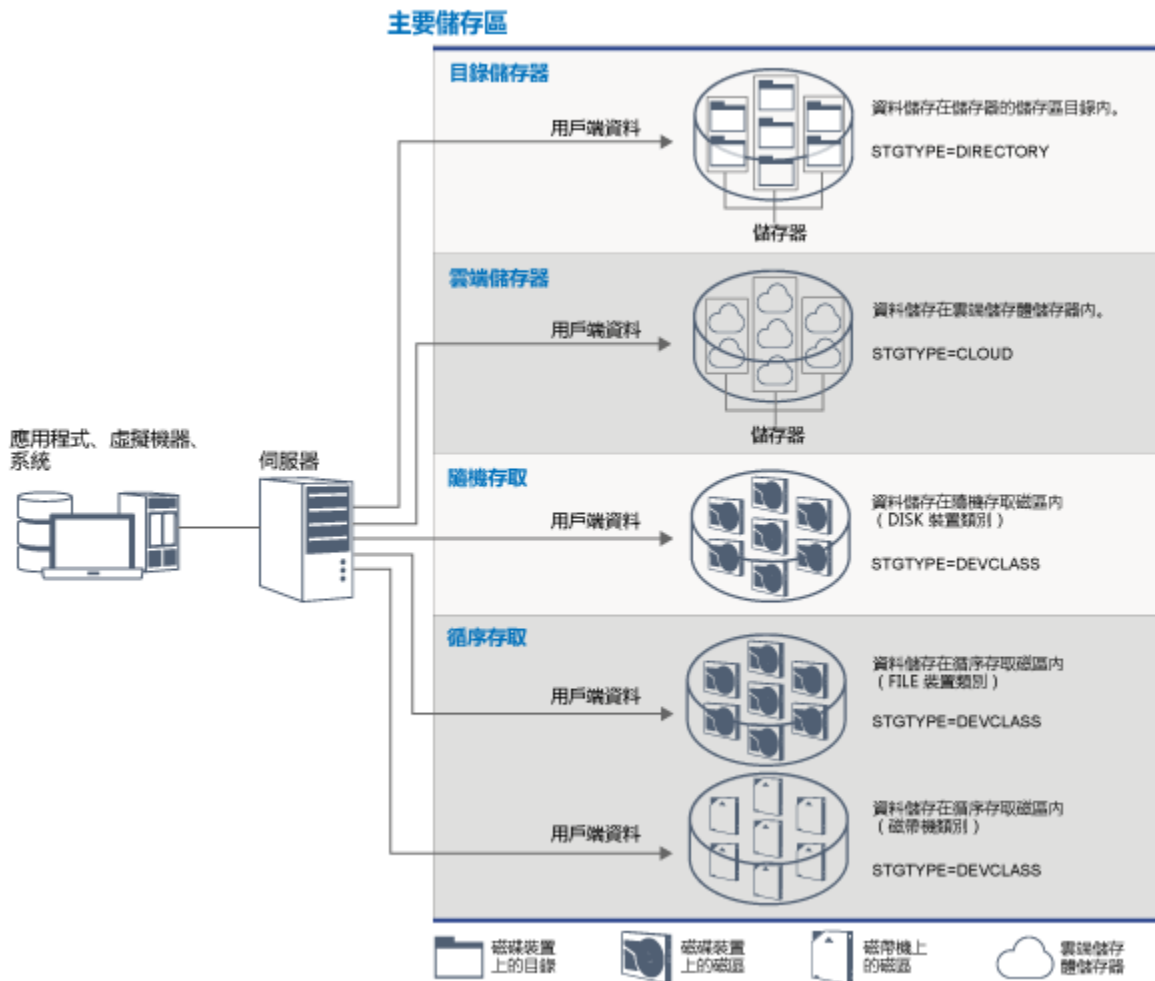 主要儲存區
目錄儲存器
用戶端資料
資料儲存在儲存器的儲存區目錄內。
STGTYPE=DIRECTORY
儲存器
雲端儲存器
用戶端資料
資料儲存在雲端儲存體儲存器內。
STGTYPE=CLOUD
儲存器
應用程式、虛擬機器、
系統
伺服器
隨機存取
用戶端資料
資料儲存在隨機存取磁區內
(DISK 裝置類別)
STGTYPE=DEVCLASS
循序存取
用戶端資料
資料儲存在循序存取磁區內
(FILE 裝置類別)
STGTYPE=DEVCLASS
用戶端資料
資料儲存在循序存取磁區內
(磁帶機類別)
STGTYPE=DEVCLASS
磁碟裝置
上的目錄
磁碟裝置
上的磁區
磁帶機上
的磁區
雲端儲存
體儲存器